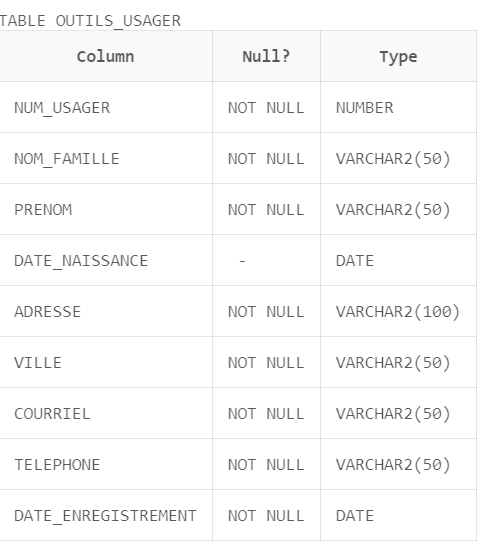 TABLE OUTILS_USAGER
Column Null? Type
NUM_USAGER NOT NULL NUMBER
NOM_FAMILLE NOT NULL VARCHAR2(50)
PRENOM NOT NULL VARCHAR2(50)
DATE_NAISSANCE - DATE
ADRESSE NOT NULL VARCHAR2(100)
VILLE NOT NULL VARCHAR2(50)
COURRIEL NOT NULL VARCHAR2(50)
TELEPHONE NOT NULL VARCHAR2(50)
DATE_ENREGISTREMENT NOT NULL DATE